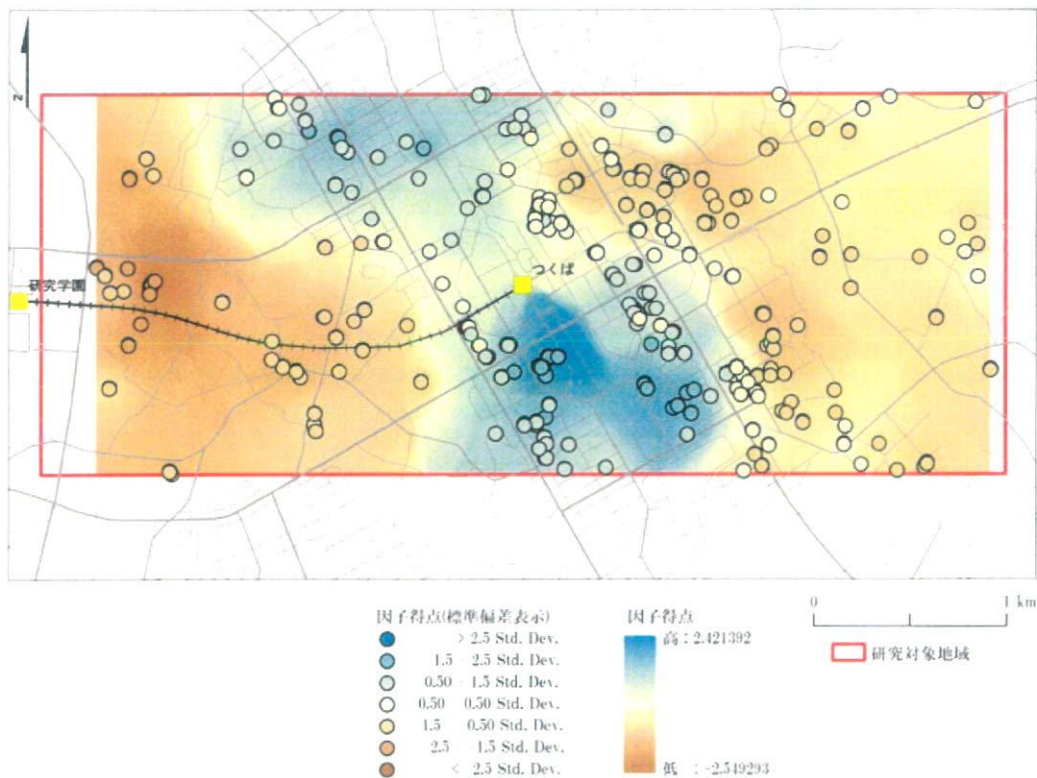 N
つくば
研究学園
0 1 km
因子得点(標準偏差表示)
> 2.5 Std. Dev.
1.5 2.5 Std. Dev.
0.50 1.5 Std. Dev.
0.50 0.50 Std. Dev.
1.5 0.50 Std. Dev.
2.5 1.5 Std. Dev.
< 2.5 Std. Dev.
因子得点
高 : 2.421392
低 : -2.549293
研究対象地域